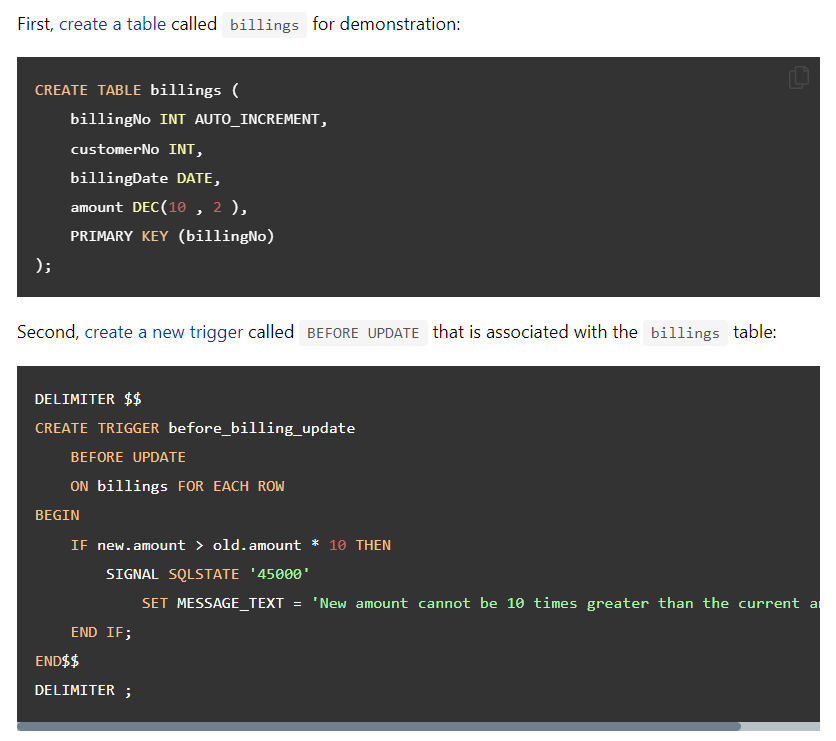 First, create a table called billings for demonstration:
CREATE TABLE billings (
    billingNo INT AUTO_INCREMENT,
    customerNo INT,
    billingDate DATE,
    amount DEC(10 , 2 ),
    PRIMARY KEY (billingNo)
);
Second, create a new trigger called BEFORE UPDATE that is associated with the billings table:
DELIMITER $$
CREATE TRIGGER before_billing_update
    BEFORE UPDATE
    ON billings FOR EACH ROW
BEGIN
    IF new.amount > old.amount * 10 THEN
        SIGNAL SQLSTATE '45000'
            SET MESSAGE_TEXT = 'New amount cannot be 10 times greater than the current
    END IF;
END$$
DELIMITER ;